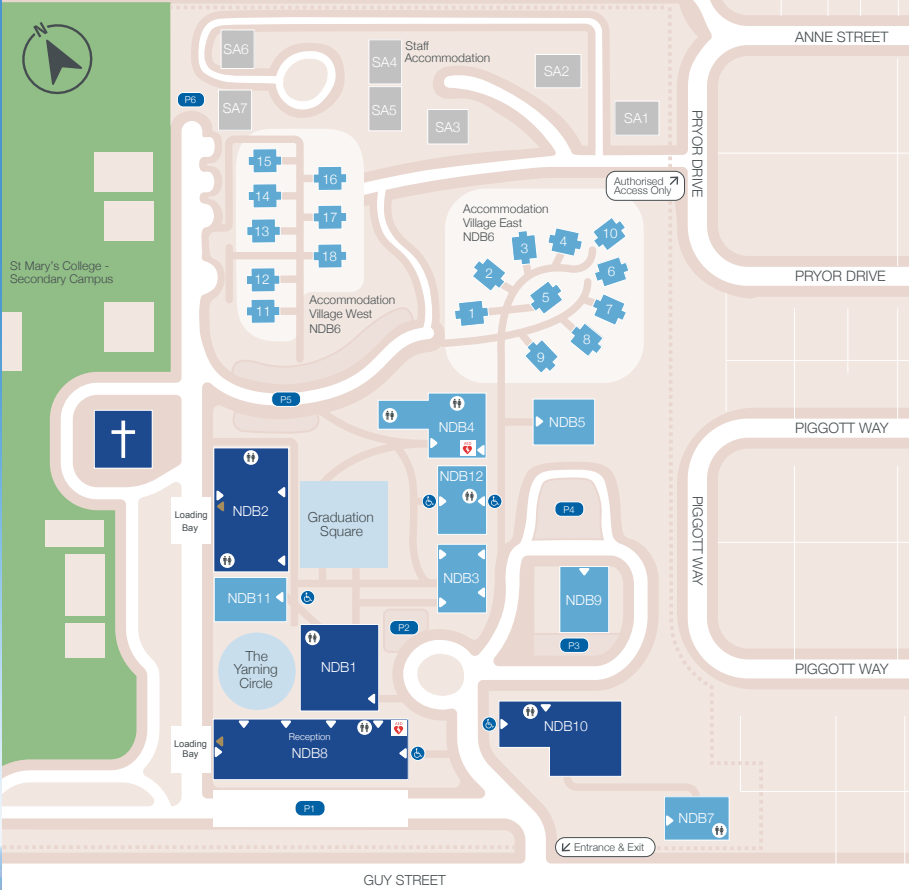 N
ANNE STREET
SA6
SA4
Staff
Accommodation
SA2
SA7
SA5
SA3
SA1
P6
PRYOR DRIVE
Authorised
Access Only
15
16
14
17
13
18
12
11
Accommodation
Village West
NDB6
Accommodation
Village East
NDB6
10
4
3
2
6
5
7
1
8
9
St Mary's College -
Secondary Campus
PRYOR DRIVE
P5
NDB4
AED
NDB5
PIGGOTT WAY
NDB12
NDB2
Loading
Bay
Graduation
Square
P4
PIGGOTT WAY
NDB3
NDB11
NDB9
P2
P3
The
Yarning
Circle
NDB1
PIGGOTT WAY
Loading
Bay
Reception
NDB8
AED
NDB10
P1
NDB7
Entrance & Exit
GUY STREET